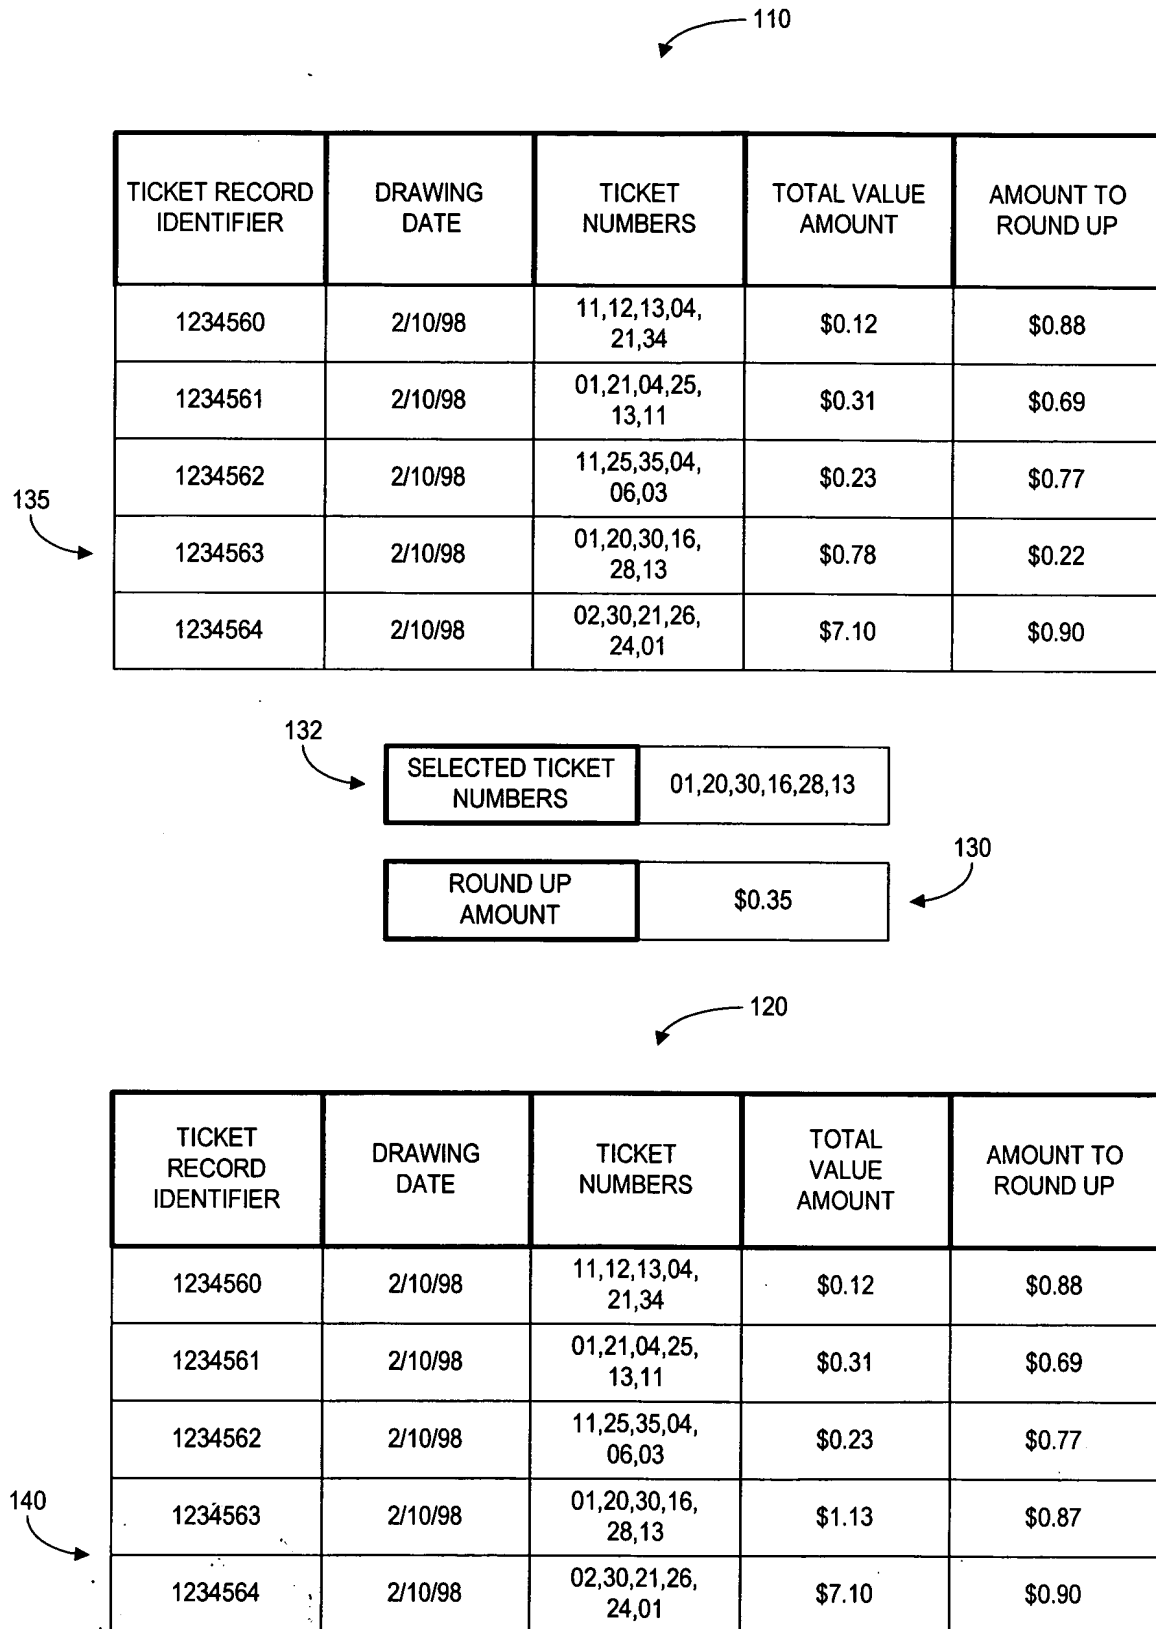 110
TICKET RECORD IDENTIFIER
DRAWING DATE
TICKET NUMBERS
TOTAL VALUE AMOUNT
AMOUNT TO ROUND UP
1234560 2/10/98 11,12,13,04, 21,34 $0.12 $0.88
1234561 2/10/98 01,21,04,25, 13,11 $0.31 $0.69
1234562 2/10/98 11,25,35,04, 06,03 $0.23 $0.77
135
1234563 2/10/98 01,20,30,16, 28,13 $0.78 $0.22
1234564 2/10/98 02,30,21,26, 24,01 $7.10 $0.90
132
SELECTED TICKET NUMBERS 01,20,30,16,28,13
130
ROUND UP AMOUNT $0.35
120
TICKET RECORD IDENTIFIER
DRAWING DATE
TICKET NUMBERS
TOTAL VALUE AMOUNT
AMOUNT TO ROUND UP
1234560 2/10/98 11,12,13,04, 21,34 $0.12 $0.88
1234561 2/10/98 01,21,04,25, 13,11 $0.31 $0.69
1234562 2/10/98 11,25,35,04, 06,03 $0.23 $0.77
140
1234563 2/10/98 01,20,30,16, 28,13 $1.13 $0.87
1234564 2/10/98 02,30,21,26, 24,01 $7.10 $0.90